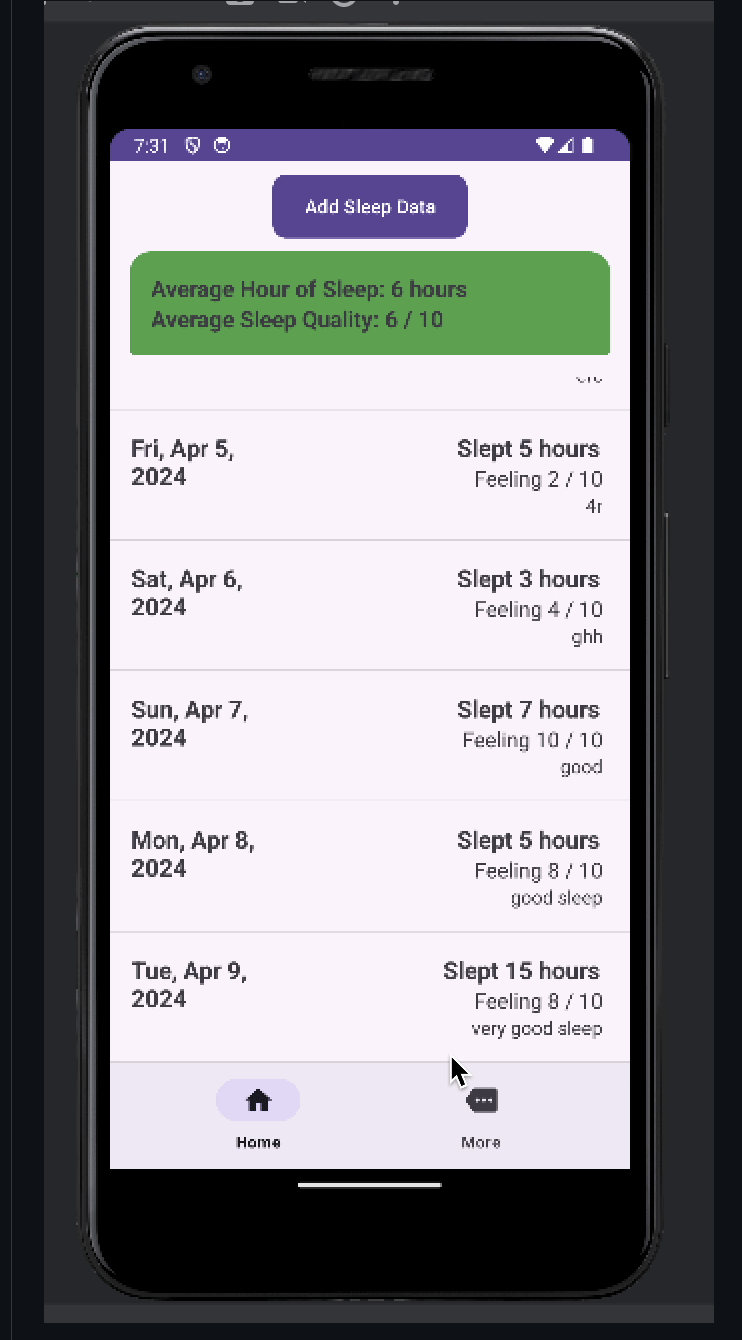 7:31
Add Sleep Data
Average Hour of Sleep: 6 hours
Average Sleep Quality: 6 / 10
Fri, Apr 5,
2024
Slept 5 hours
Feeling 2 / 10
4r
Sat, Apr 6,
2024
Slept 3 hours
Feeling 4 / 10
ghh
Sun, Apr 7,
2024
Slept 7 hours
Feeling 10 / 10
good
Mon, Apr 8,
2024
Slept 5 hours
Feeling 8 / 10
good sleep
Tue, Apr 9,
2024
Slept 15 hours
Feeling 8 / 10
very good sleep
Home
More